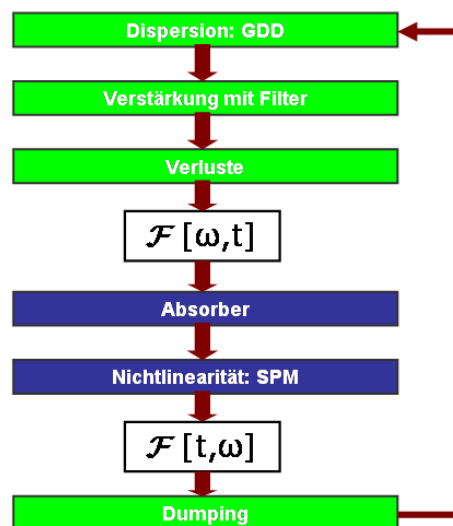 Dispersion: GDD
Verstärkung mit Filter
Verluste
ℱ [ω,t]
Absorber
Nichtlinearität: SPM
ℱ [t,ω]
Dumping